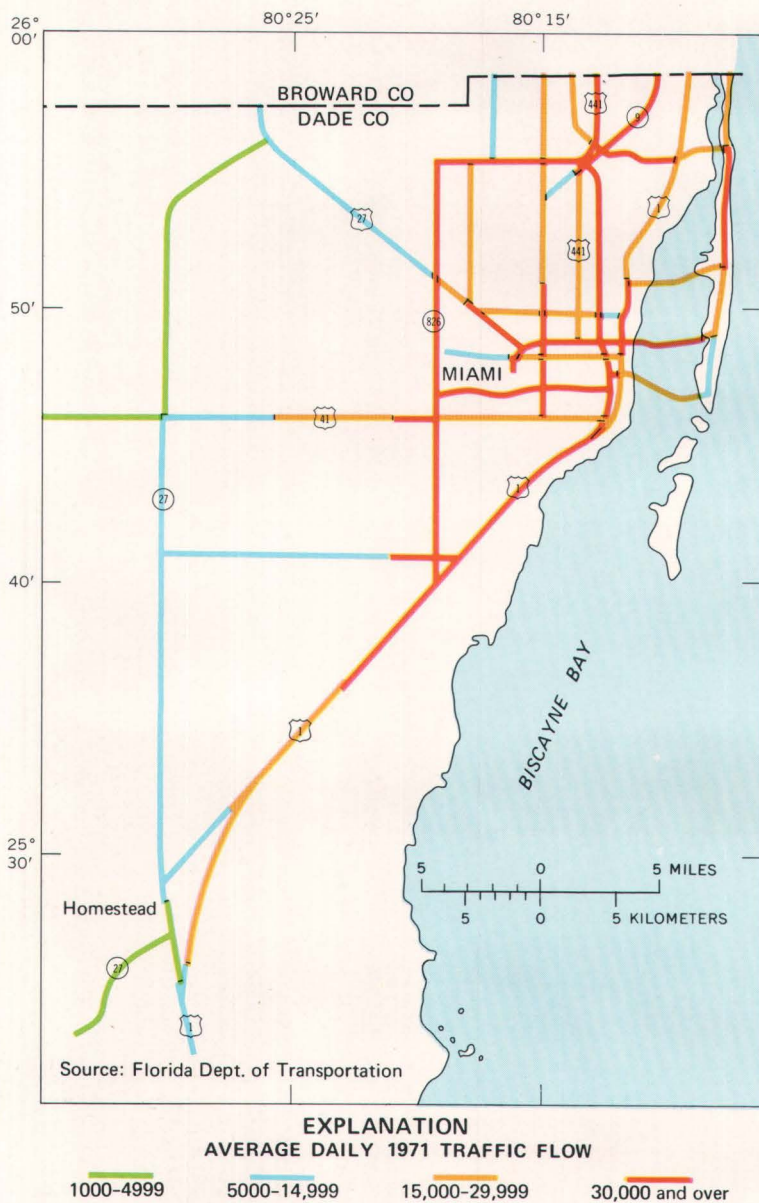 80°25′ 80°15′
26°
00′
BROWARD CO
DADE CO
441
9
1
27
441
50′
826
MIAMI
41
1
27
40′
BISCAYNE BAY
1
25°
30′
5 0 5 MILES
Homestead
5 0 5 KILOMETERS
27
1
Source: Florida Dept. of Transportation
EXPLANATION
AVERAGE DAILY 1971 TRAFFIC FLOW
1000-4999 5000-14,999 15,000-29,999 30,000 and over